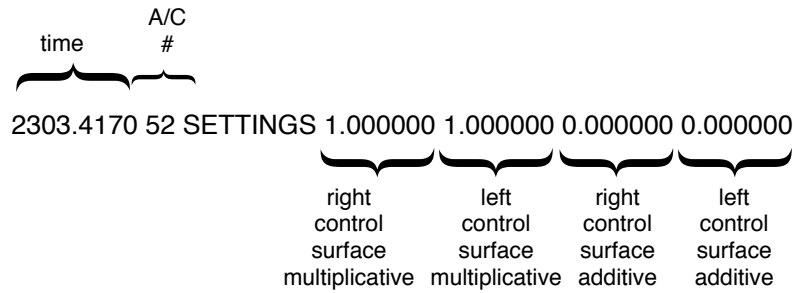 A/C
time #
2303.4170 52 SETTINGS 1.000000 1.000000 0.000000 0.000000
right left right left
control control control control
surface surface surface surface
multiplicative multiplicative additive additive